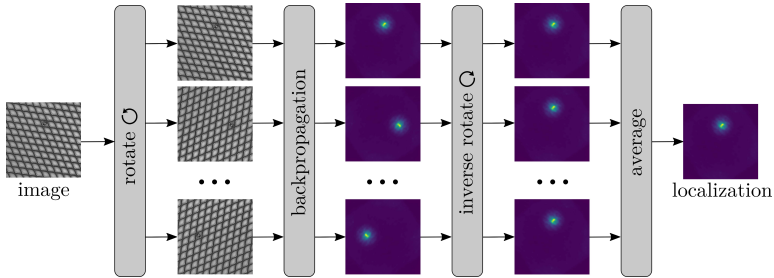 image
rotate
backpropagation
inverse rotate
average
localization